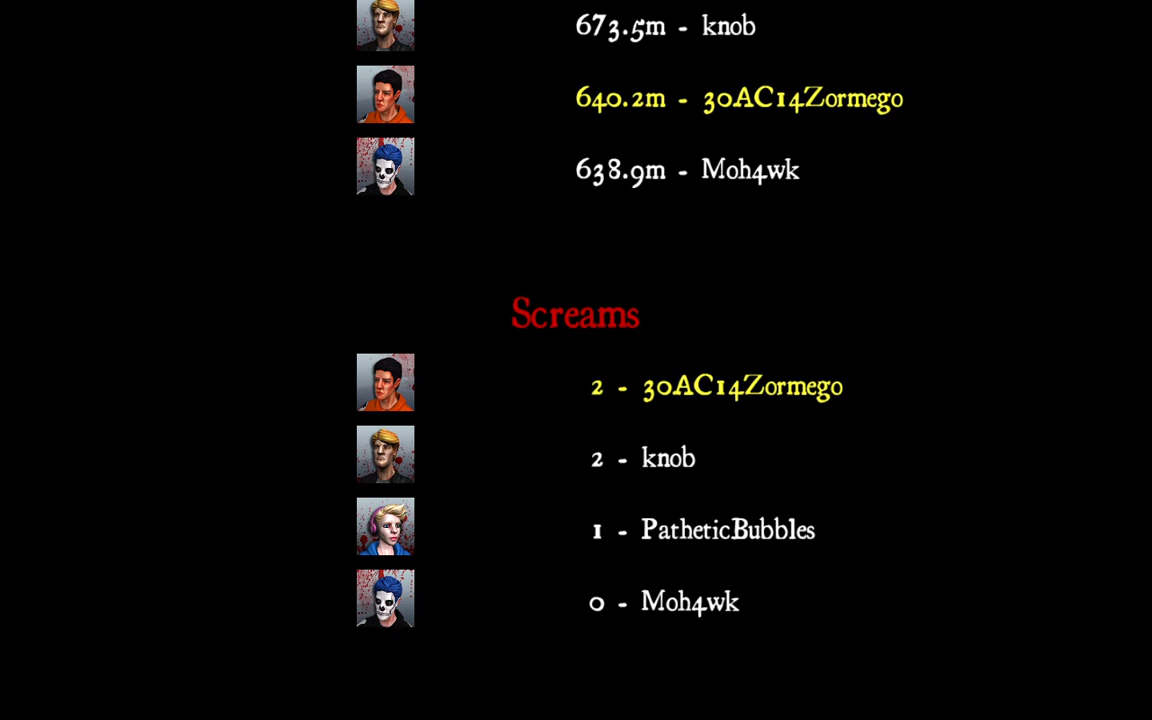 673.5m - knob
640.2m - 30AC14Zormego
638.9m - Moh4wk
Screams
2 - 30AC14Zormego
2 - knob
1 - PatheticBubbles
0 - Moh4wk